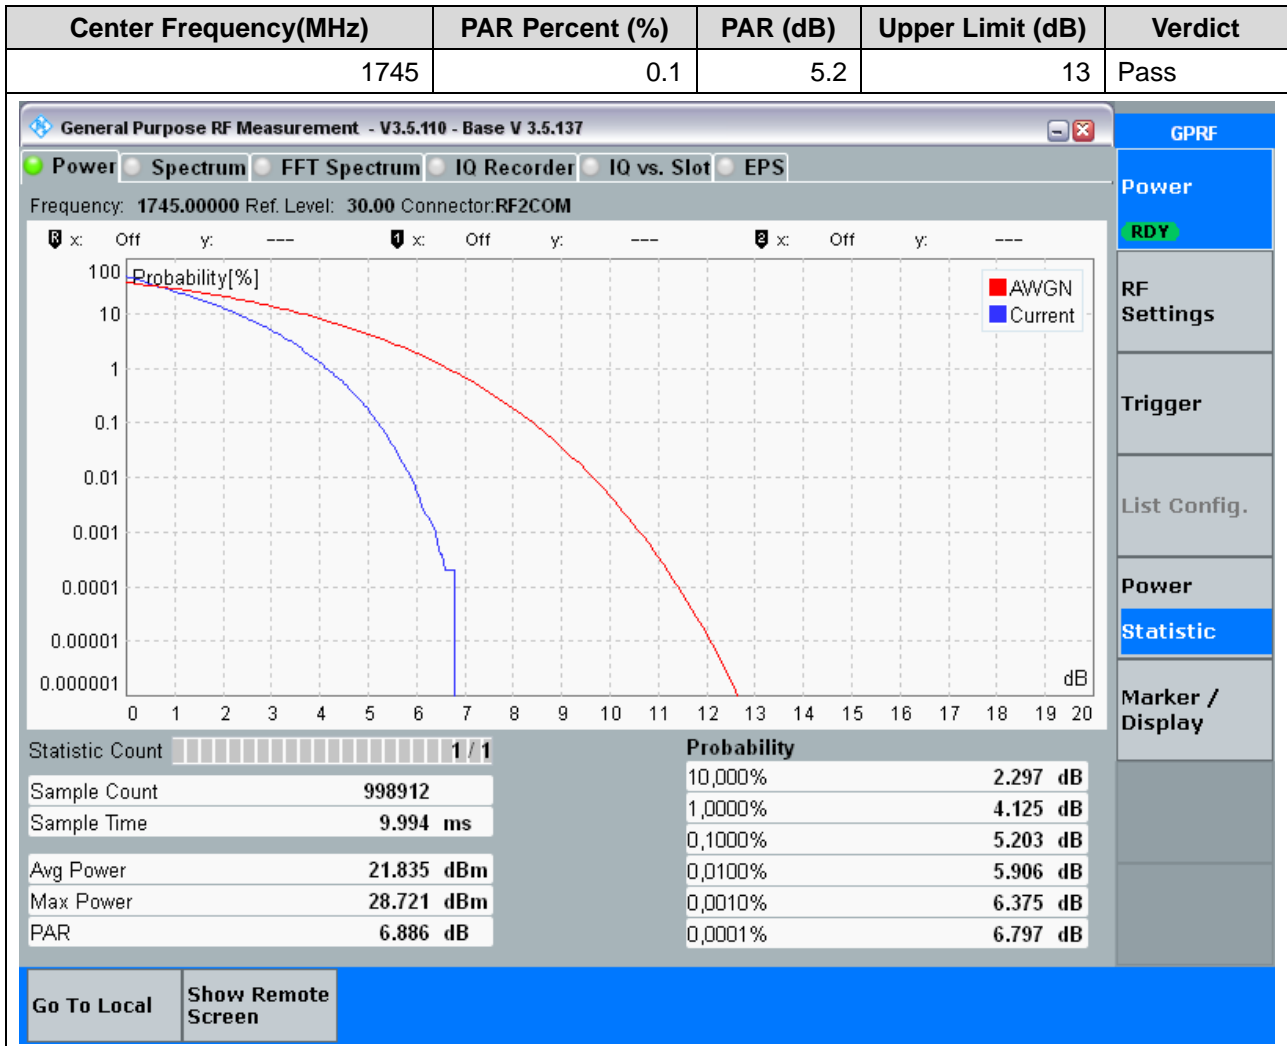 Center Frequency(MHz) PAR Percent (%) PAR (dB) Upper Limit (dB) Verdict
1745 0.1 5.2 13 Pass
General Purpose RF Measurement - V3.5.110 - Base V 3.5.137
GPRF
Power Spectrum FFT Spectrum IQ Recorder IQ vs. Slot EPS
Frequency: 1745.00000 Ref. Level: 30.00 Connector:RF2COM
R x: Off y: --- 1 x: Off y: --- 2 x: Off y: ---
Probability[%]
100
10
1
0.1
0.01
0.001
0.0001
0.00001
0.000001
AWGN
Current
dB
0 1 2 3 4 5 6 7 8 9 10 11 12 13 14 15 16 17 18 19 20
Statistic Count 1 / 1
Sample Count 998912
Sample Time 9.994 ms
Avg Power 21.835 dBm
Max Power 28.721 dBm
PAR 6.886 dB
Probability
10,000% 2.297 dB
1,0000% 4.125 dB
0,1000% 5.203 dB
0,0100% 5.906 dB
0,0010% 6.375 dB
0,0001% 6.797 dB
Power
RDY
RF
Settings
Trigger
List Config.
Power
Statistic
Marker /
Display
Go To Local
Show Remote
Screen